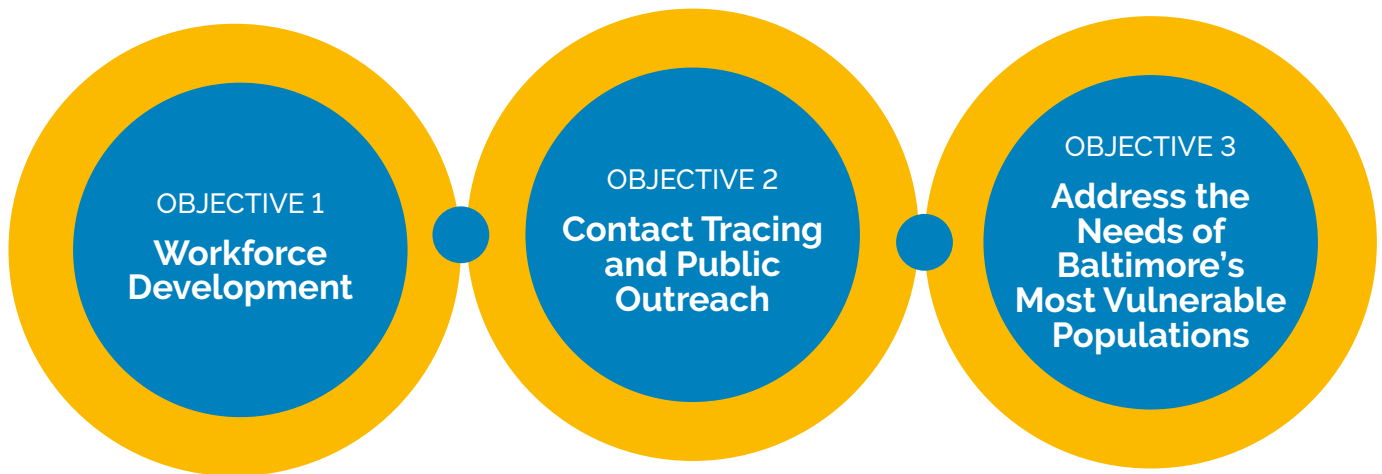 OBJECTIVE 1
Workforce
Development
OBJECTIVE 2
Contact Tracing
and Public
Outreach
OBJECTIVE 3
Address the
Needs of
Baltimore’s
Most Vulnerable
Populations